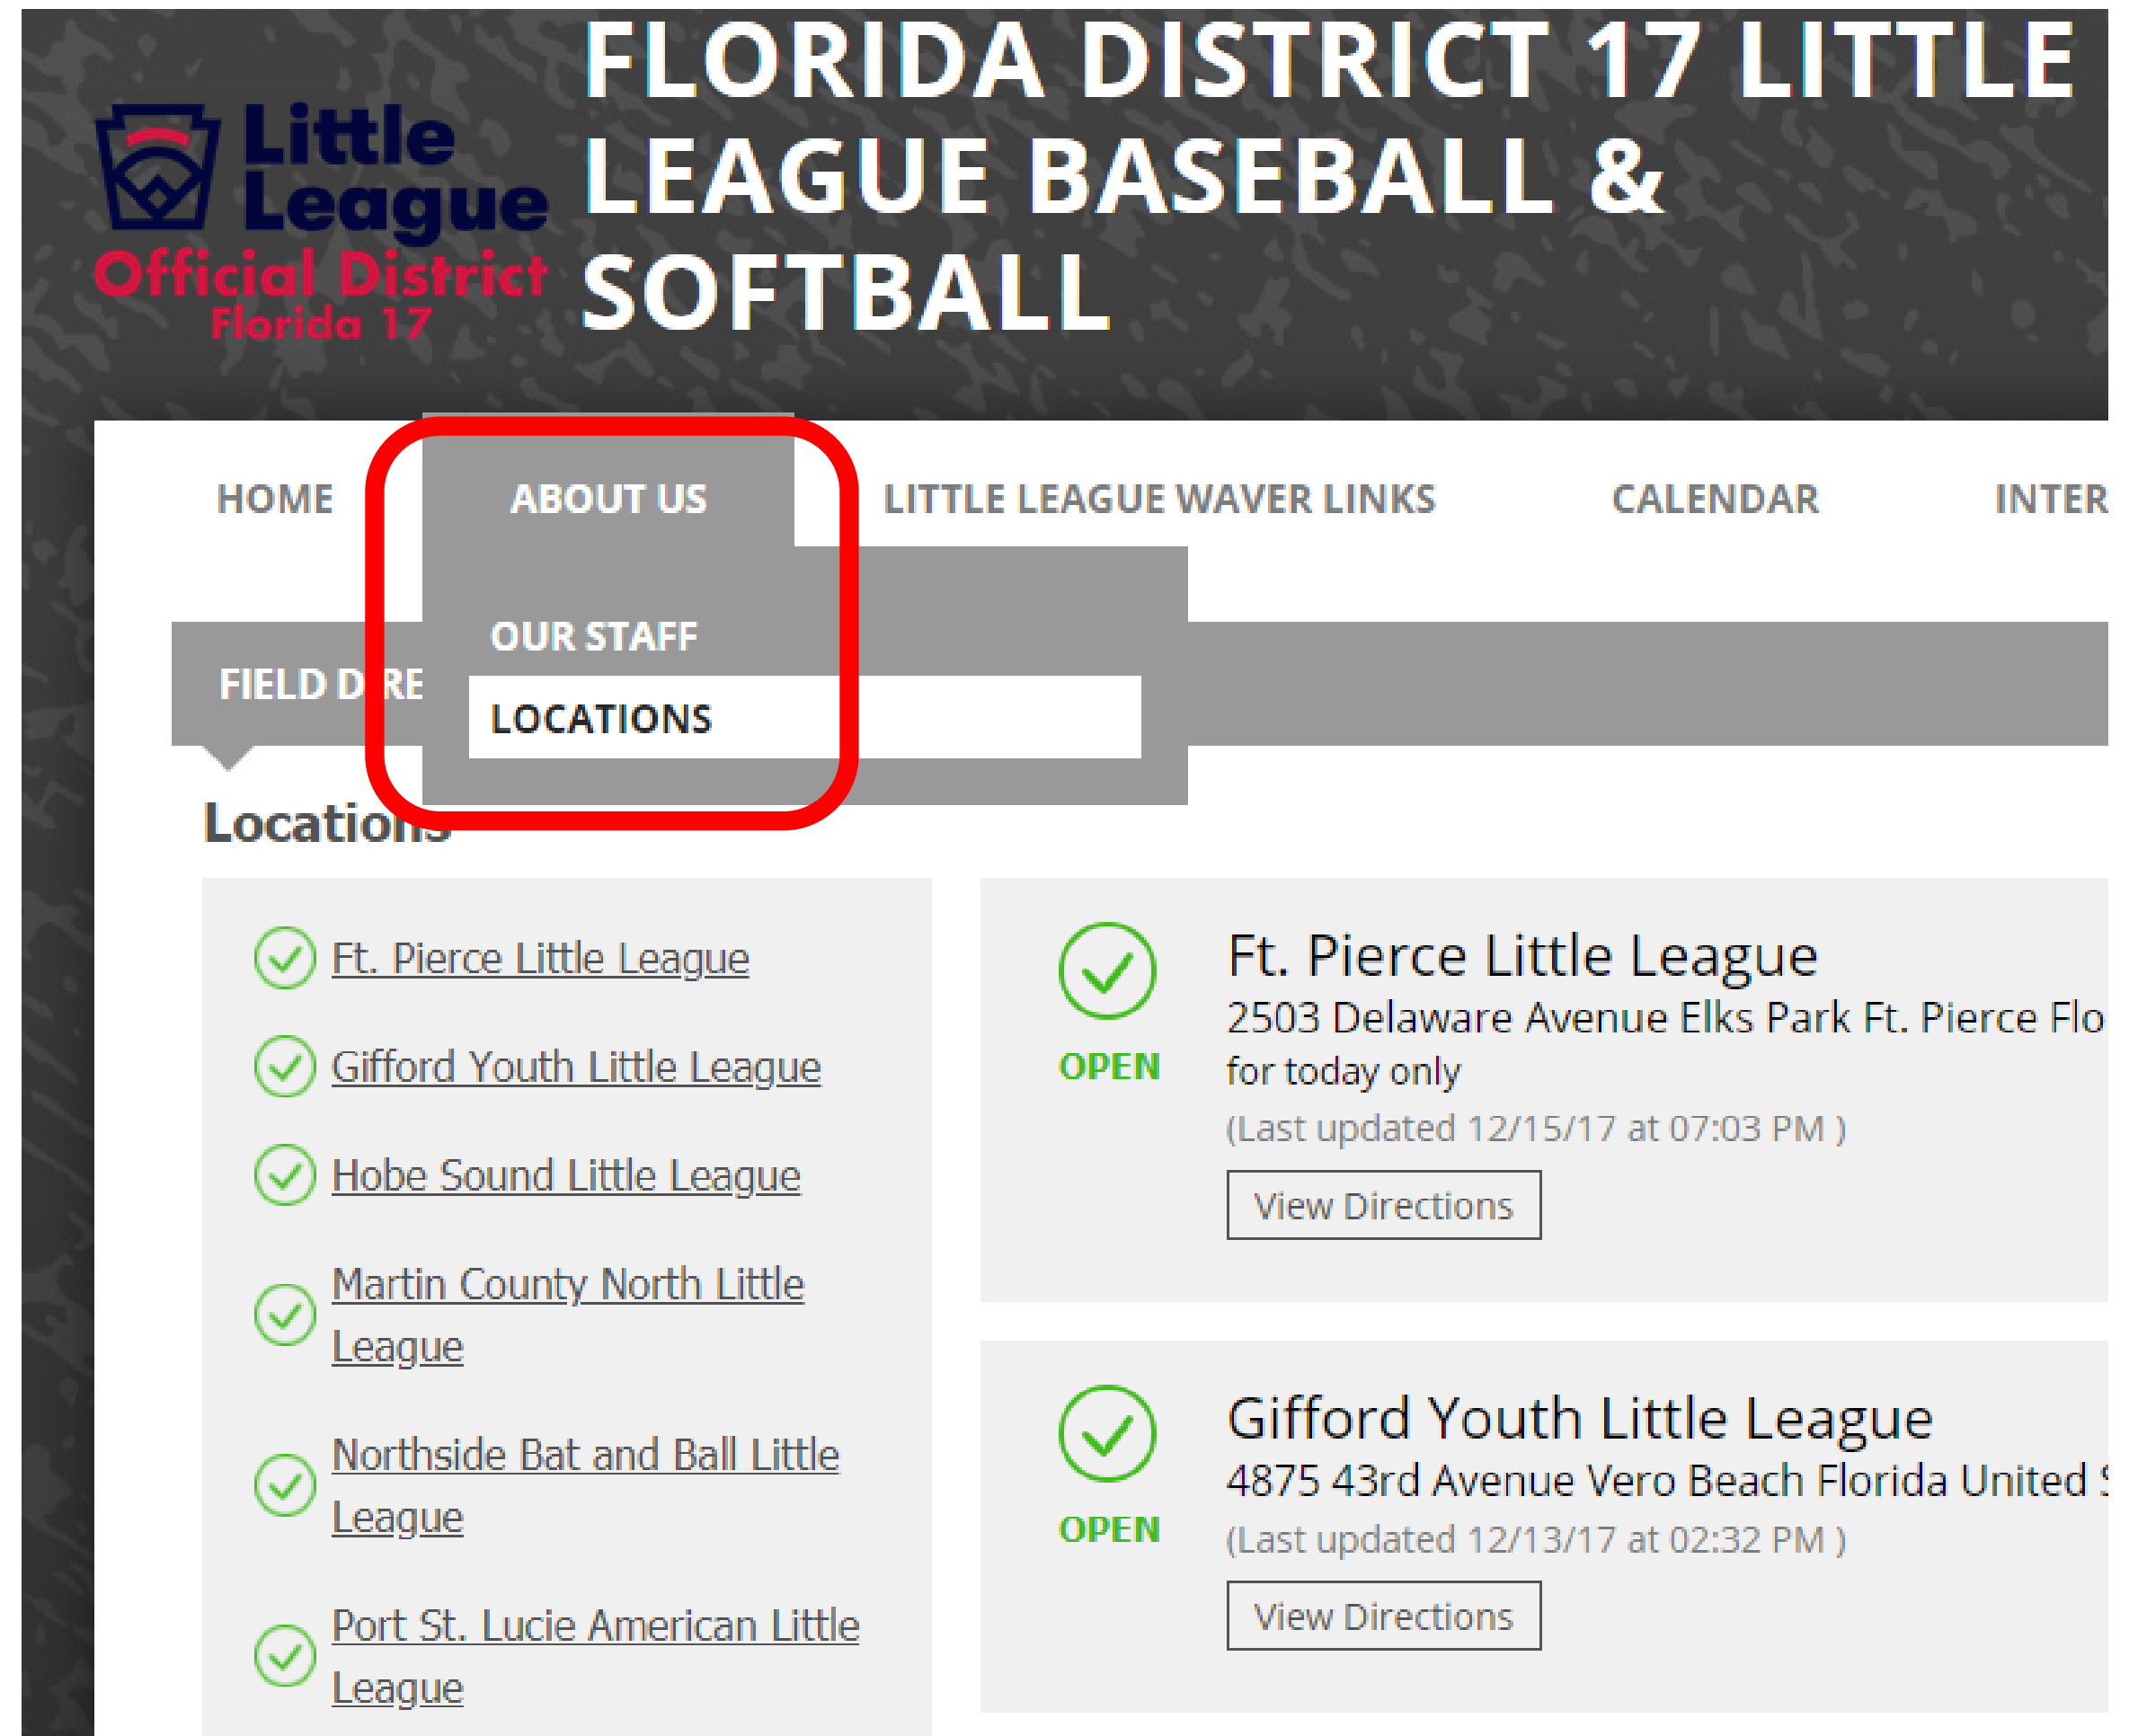 FLORIDA DISTRICT 17 LITTLE
LEAGUE BASEBALL &
SOFTBALL
Little
League
Official District
Florida 17
HOME
ABOUT US
LITTLE LEAGUE WAVER LINKS
CALENDAR
INTER
OUR STAFF
FIELD DIRE
LOCATIONS
Locations
Ft. Pierce Little League
Gifford Youth Little League
Hobe Sound Little League
Martin County North Little
League
Northside Bat and Ball Little
League
Port St. Lucie American Little
League
OPEN
Ft. Pierce Little League
2503 Delaware Avenue Elks Park Ft. Pierce Flo
for today only
(Last updated 12/15/17 at 07:03 PM )
View Directions
OPEN
Gifford Youth Little League
4875 43rd Avenue Vero Beach Florida United
(Last updated 12/13/17 at 02:32 PM )
View Directions